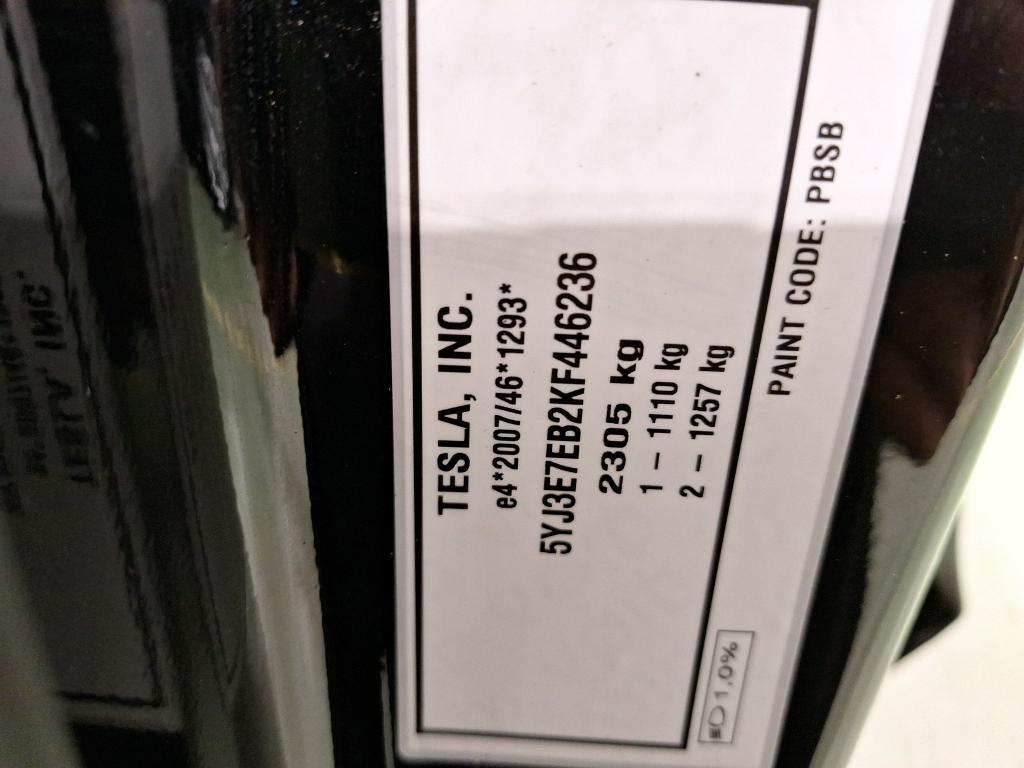 TESLA, INC.
e4*2007/46*1293*
5YJ3E7EB2KF446236
2305 kg
1 – 1110 kg
2 – 1257 kg
PAINT CODE: PBSB
1,0%